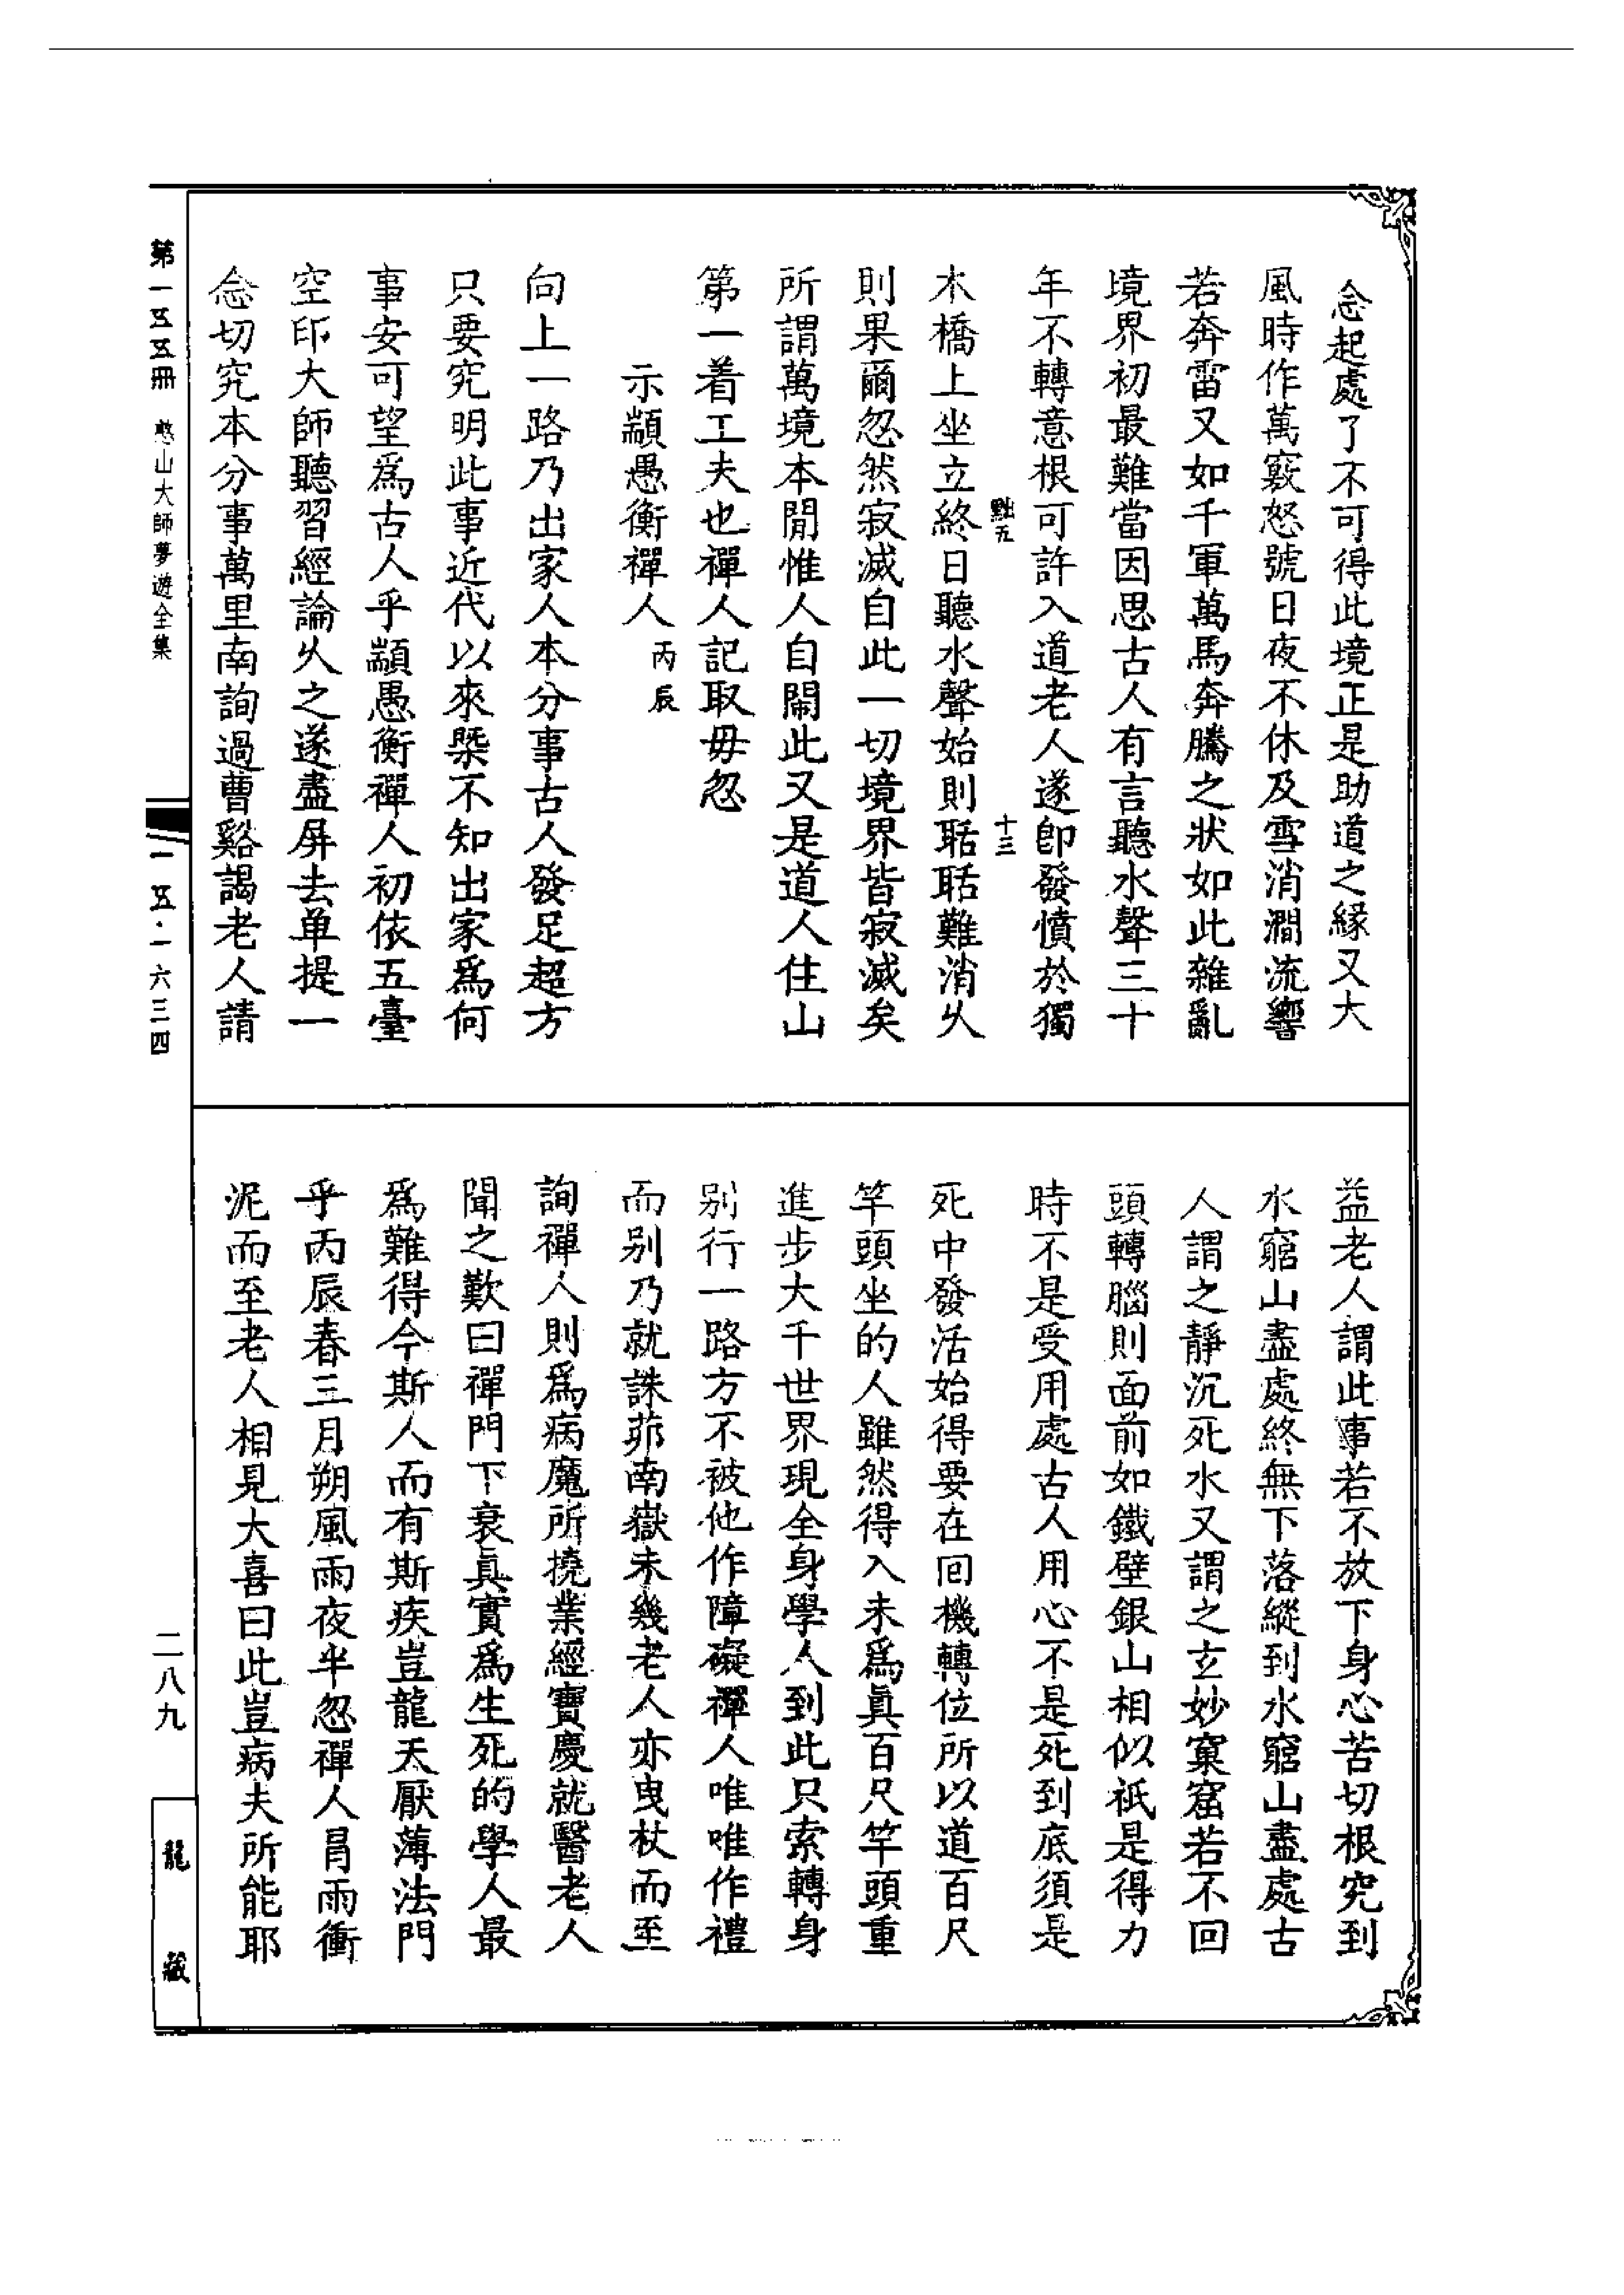 念起處了不可得此境正是助道之緣又大
風時作萬竅怒號日夜不休及雪消澗流響
若奔雷又如千軍萬馬奔騰之狀如此雜亂
境界初最難當因思古人有言聽水聲三十
年不轉意根可許入道老人遂卽發憤於獨
黜五
十三
木橋上坐立終日聽水聲始則聒聒難消久
則果爾忽然寂滅自此一切境界皆寂滅矣
所謂萬境本閒惟人自鬧此又是道人住山
第一着工夫也禪人記取毋忽
示顓愚衡禪人丙辰
向上一路乃出家人本分事古人發足超方
只要究明此事近代以來槩不知出家爲何
事安可望爲古人乎顓愚衡禪人初依五臺
空印大師聽習經論久之遂盡屏去单提一
念切究本分事萬里南詢過曹谿謁老人請
益老人謂此事若不放下身心苦切根究到
水窮山盡處終無下落縱到水窮山盡處古
人謂之靜沉死水又謂之玄妙窠窟若不回
頭轉腦則面前如鐵壁銀山相似祇是得力
時不是受用處古人用心不是死到底須是
死中發活始得要在回機轉位所以道百尺
竿頭坐的人雖然得入未爲眞百尺竿頭重
進步大千世界現全身學人到此只索轉身
別行一路方不被他作障礙禪人唯唯作禮
而別乃就誅茆南嶽未幾老人亦曳杖而至
詢禪人則爲病魔所撓業經寶慶就醫老人
聞之歎曰禪門下衰眞實爲生死的學人最
爲難得今斯人而有斯疾豈龍天厭薄法門
乎丙辰春三月朔風雨夜半忽禪人冐雨衝
泥而至老人相見大喜曰此豈病夫所能耶
第一五五冊 憨山大師夢遊全集
一五·一六三四
二八九
龍藏